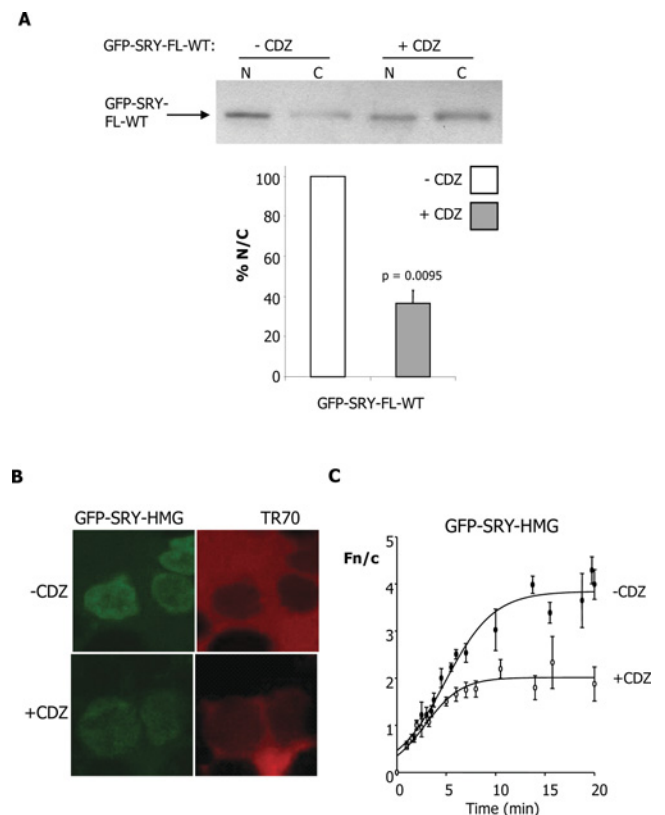 A
GFP-SRY-FL-WT: - CDZ + CDZ
N C N C
GFP-SRY-
FL-WT
100
80
60
40
20
0
% N/C
- CDZ
+ CDZ
p = 0.0095
GFP-SRY-FL-WT
B
GFP-SRY-HMG TR70
-CDZ
+CDZ
C
GFP-SRY-HMG
Fn/c
5
4
3
2
1
0
-CDZ
+CDZ
0 5 10 15 20
Time (min)